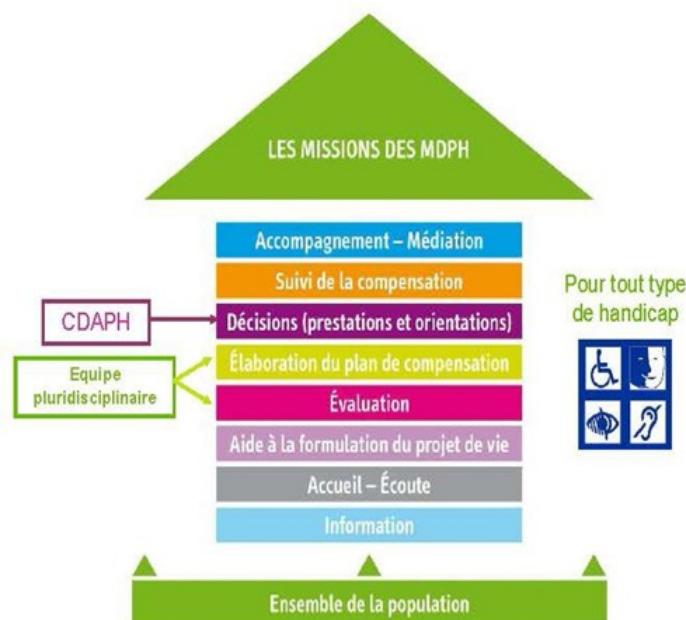 LES MISSIONS DES MDPH
Accompagnement – Médiation
Suivi de la compensation
Décisions (prestations et orientations)
Élaboration du plan de compensation
Évaluation
Aide à la formulation du projet de vie
Accueil – Écoute
Information
Ensemble de la population
CDAPH
Equipe
pluridisciplinaire
Pour tout type
de handicap